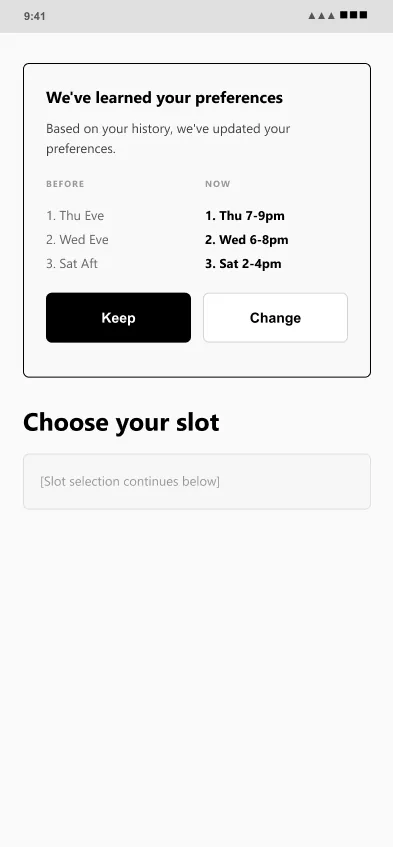 9:41
We've learned your preferences
Based on your history, we've updated your
preferences.
BEFORE NOW
1. Thu Eve 1. Thu 7-9pm
2. Wed Eve 2. Wed 6-8pm
3. Sat Aft 3. Sat 2-4pm
Keep Change
Choose your slot
[Slot selection continues below]